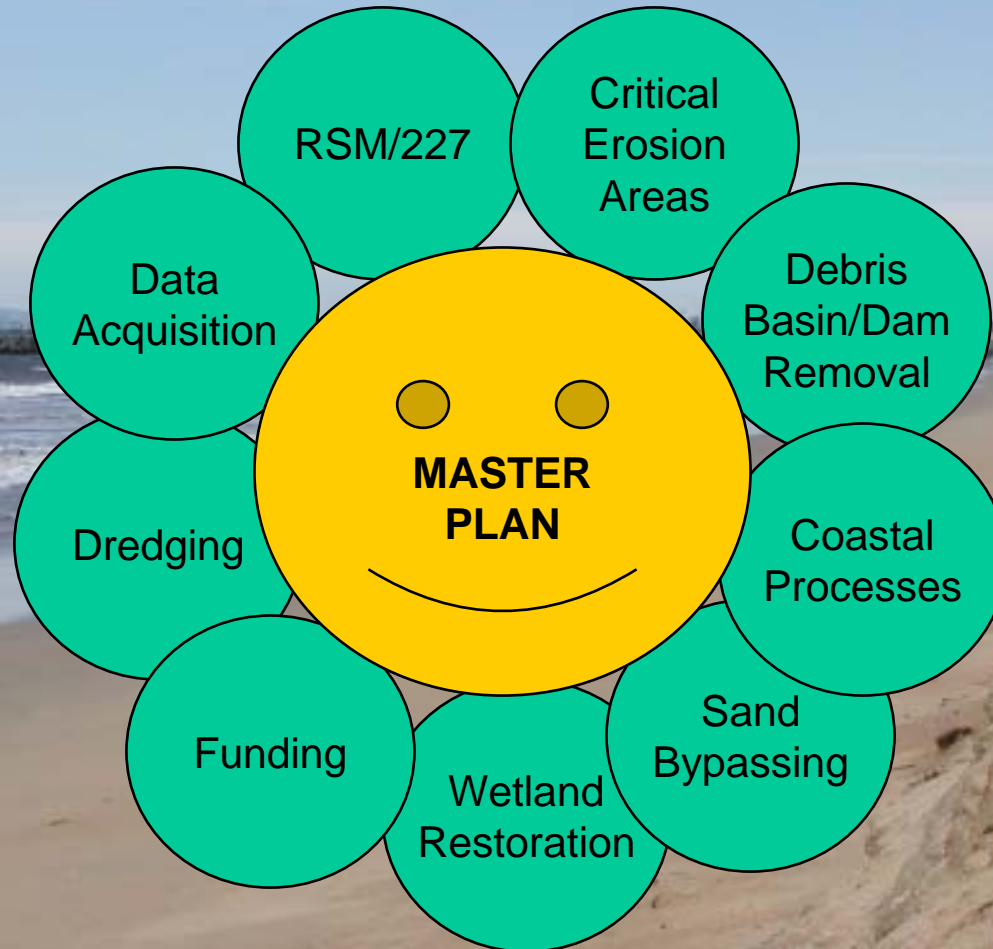 RSM/227
Critical
Erosion
Areas
Data
Acquisition
Debris
Basin/Dam
Removal
MASTER
PLAN
Dredging
Coastal
Processes
Funding
Sand
Bypassing
Wetland
Restoration